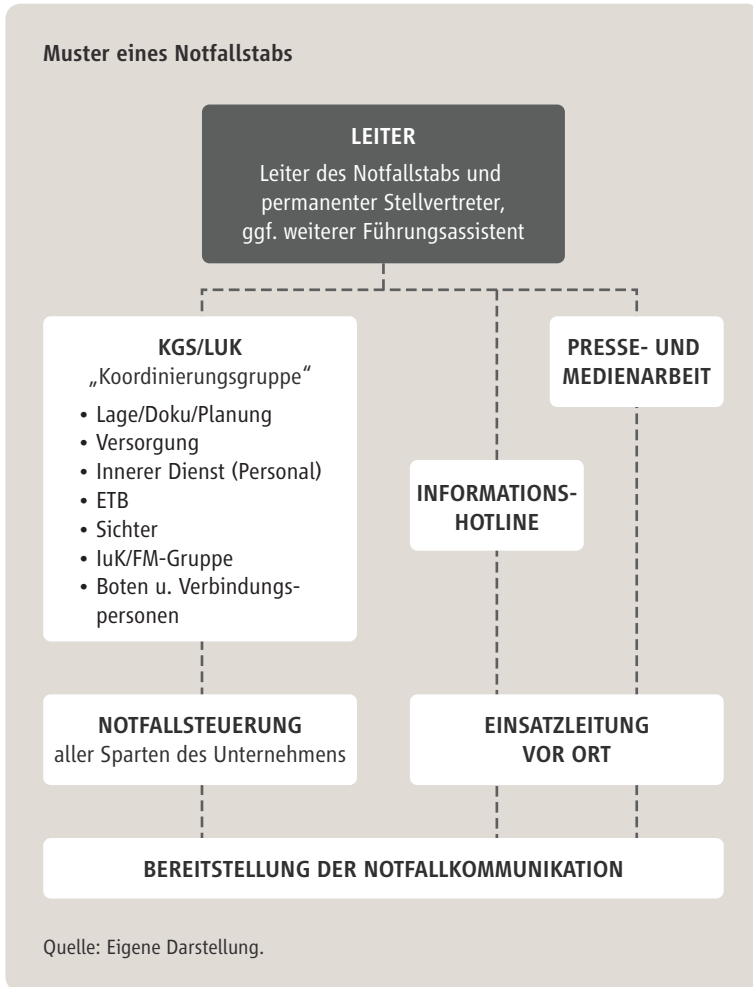 Muster eines Notfallstabs
LEITER
Leiter des Notfallstabs und
permanenter Stellvertreter,
ggf. weiterer Führungsassistent
KGS/LUK
„Koordinierungsgruppe“
• Lage/Doku/Planung
• Versorgung
• Innerer Dienst (Personal)
• ETB
• Sichter
• IuK/FM-Gruppe
• Boten u. Verbindungs-
personen
PRESSE- UND
MEDIENARBEIT
INFORMATIONS-
HOTLINE
NOTFALLSTEUERUNG
aller Sparten des Unternehmens
EINSATZLEITUNG
VOR ORT
BEREITSTELLUNG DER NOTFALLKOMMUNIKATION
Quelle: Eigene Darstellung.